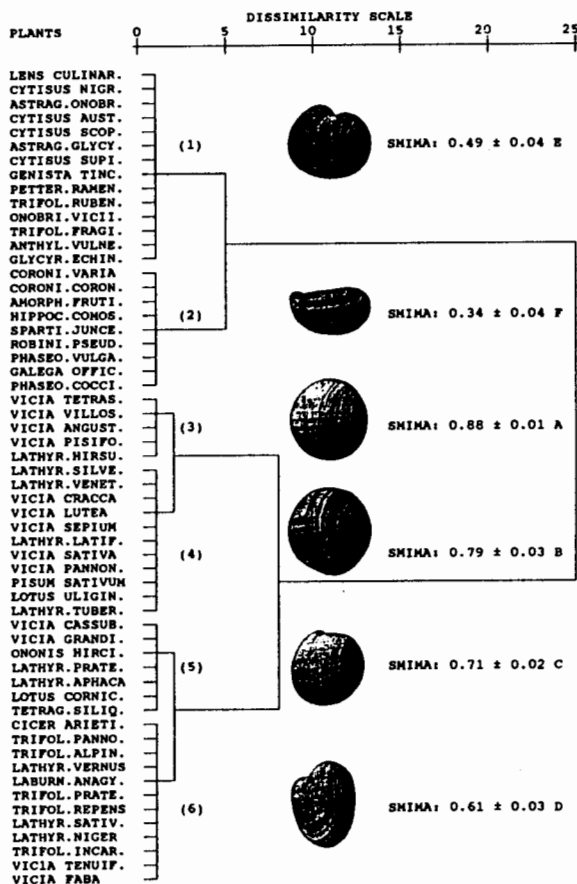 DISSIMILARITY SCALE
PLANTS 0 5 10 15 20 25
LENS CULINAR.
CYTISUS NIGR.
ASTRAG.ONOBR.
CYTISUS AUST.
CYTISUS SCOP.
ASTRAG.GLYCY. (1) SMIMA: 0.49 ± 0.04 E
CYTISUS SUPI.
GENISTA TINC.
PETTER.RAMEN.
TRIFOL.RUBEN.
ONOBRI.VICII.
TRIFOL.FRAGI.
ANTHYL.VULNE.
GLYCYR.ECHIN.
CORONI.VARIA
CORONI.CORON.
AMORPH.FRUTI.
HIPPOC.COMOS. (2) SMIMA: 0.34 ± 0.04 F
SPARTI.JUNCE.
ROBINI.PSEUD.
PHASEO.VULGA.
GALEGA OFFIC.
PHASEO.COCCI.
VICIA TETRAS.
VICIA VILLOS.
VICIA ANGUST. (3) SMIMA: 0.88 ± 0.01 A
VICIA PISIFO.
LATHYR.HIRSU.
LATHYR.SILVE.
LATHYR.VENET.
VICIA CRACCA
VICIA LUTEA
VICIA SEPIUM
LATHYR.LATIF.
VICIA SATIVA (4) SMIMA: 0.79 ± 0.03 B
VICIA PANNON.
PISUM SATIVUM
LOTUS ULIGIN.
LATHYR.TUBER.
VICIA CASSUB.
VICIA GRANDI.
ONONIS HIRCI.
LATHYR.PRATE. (5) SMIMA: 0.71 ± 0.02 C
LATHYR.APHACA
LOTUS CORNIC.
TETRAG.SILIQ.
CICER ARIETI.
TRIFOL.PANNO.
TRIFOL.ALPIN.
LATHYR.VERNUS
LABURN.ANAGY.
TRIFOL.PRATE.
TRIFOL.REPENS (6) SMIMA: 0.61 ± 0.03 D
LATHYR.SATIV.
LATHYR.NIGER
TRIFOL.INCAR.
VICIA TENUIF.
VICIA FABA